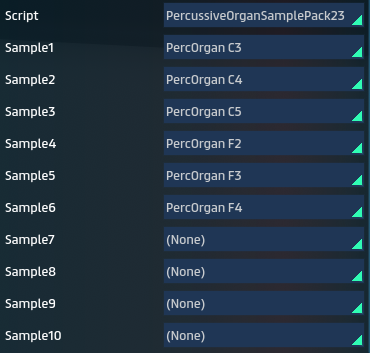 Script PercussiveOrganSamplePack23
Sample1 PercOrgan C3
Sample2 PercOrgan C4
Sample3 PercOrgan C5
Sample4 PercOrgan F2
Sample5 PercOrgan F3
Sample6 PercOrgan F4
Sample7 (None)
Sample8 (None)
Sample9 (None)
Sample10 (None)